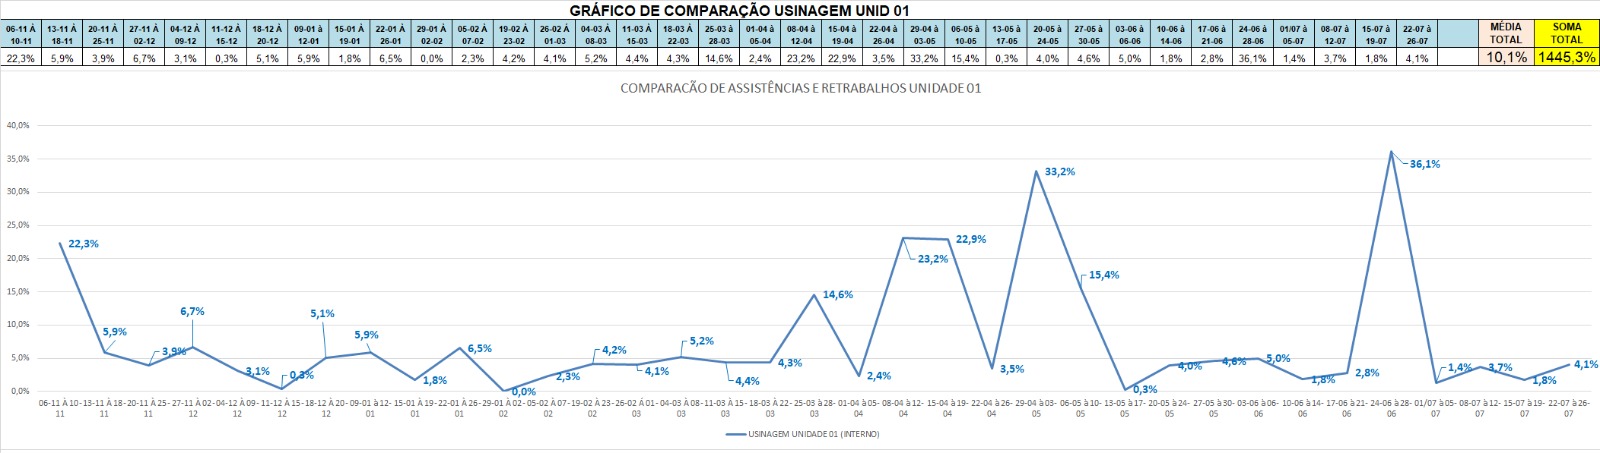 GRÁFICO DE COMPARAÇÃO USINAGEM UNID 01
06-11 À 10-11 13-11 À 18-11 20-11 À 25-11 27-11 À 02-12 04-12 À 09-12 11-12 À 15-12 18-12 À 20-12 09-01 à 12-01 15-01 À 19-01 22-01 À 26-01 29-01 À 02-02 05-02 À 07-02 19-02 À 23-02 26-02 À 01-03 04-03 À 08-03 11-03 À 15-03 18-03 À 22-03 25-03 à 28-03 01-04 à 05-04 08-04 à 12-04 15-04 à 19-04 22-04 à 26-04 29-04 à 03-05 06-05 à 10-05 13-05 à 17-05 20-05 à 24-05 27-05 à 30-05 03-06 à 06-06 10-06 à 14-06 17-06 à 21-06 24-06 à 28-06 01/07 à 05-07 08-07 à 12-07 15-07 à 19-07 22-07 à 26-07 MÉDIA TOTAL SOMA TOTAL
22,3% 5,9% 3,9% 6,7% 3,1% 0,3% 5,1% 5,9% 1,8% 6,5% 0,0% 2,3% 4,2% 4,1% 5,2% 4,4% 4,3% 14,6% 2,4% 23,2% 22,9% 3,5% 33,2% 15,4% 0,3% 4,0% 4,6% 5,0% 1,8% 2,8% 36,1% 1,4% 3,7% 1,8% 4,1% 10,1% 1445,3%
COMPARACÃO DE ASSISTÊNCIAS E RETRABALHOS UNIDADE 01
40,0%
35,0%
30,0%
25,0%
20,0%
15,0%
10,0%
5,0%
0,0%
22,3% 5,9% 3,9% 6,7% 3,1% 0,3% 5,1% 5,9% 1,8% 6,5% 0,0% 2,3% 4,2% 4,1% 5,2% 4,4% 4,3% 14,6% 2,4% 23,2% 22,9% 3,5% 33,2% 15,4% 0,3% 4,0% 4,6% 5,0% 1,8% 2,8% 36,1% 1,4% 3,7% 1,8% 4,1%
06-11 À 10-13-11 À 18-20-11 À 25-27-11 À 02-04-12 À 09-11-12 À 15-18-12 À 20-09-01 à 12-15-01 À 19-22-01 À 26-29-01 À 02-05-02 À 07-19-02 À 23-26-02 À 01-04-03 À 08-11-03 À 15-18-03 À 22-25-03 à 28-01-04 à 05-08-04 à 12-15-04 à 19-22-04 à 26-29-04 à 03-06-05 à 10-13-05 à 17-20-05 à 24-27-05 à 30-03-06 à 06-10-06 à 14-17-06 à 21-24-06 à 28-01/07 à 05-08-07 à 12-15-07 à 19-22-07 à 26-
11 11 11 12 12 12 12 01 01 01 02 02 02 03 03 03 03 03 04 04 04 04 05 05 05 05 05 06 06 06 06 07 07 07 07
USINAGEM UNIDADE 01 (INTERNO)